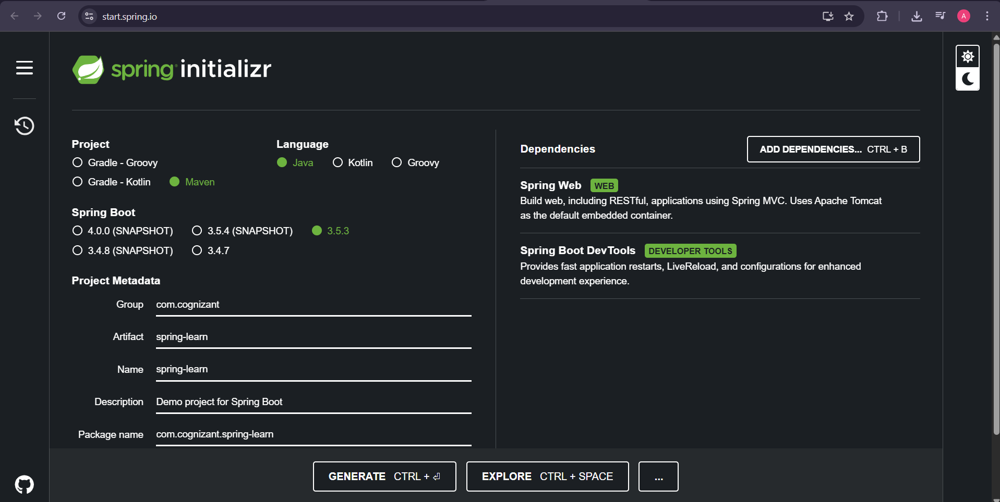 start.spring.io
A
spring initializr
Project
Gradle - Groovy
Gradle - Kotlin Maven
Language
Java Kotlin Groovy
Spring Boot
4.0.0 (SNAPSHOT) 3.5.4 (SNAPSHOT) 3.5.3
3.4.8 (SNAPSHOT) 3.4.7
Project Metadata
Group com.cognizant
Artifact spring-learn
Name spring-learn
Description Demo project for Spring Boot
Package name com.cognizant.spring-learn
Dependencies
ADD DEPENDENCIES... CTRL + B
Spring Web WEB
Build web, including RESTful, applications using Spring MVC. Uses Apache Tomcat
as the default embedded container.
Spring Boot DevTools DEVELOPER TOOLS
Provides fast application restarts, LiveReload, and configurations for enhanced
development experience.
GENERATE CTRL + ⏎
EXPLORE CTRL + SPACE
...